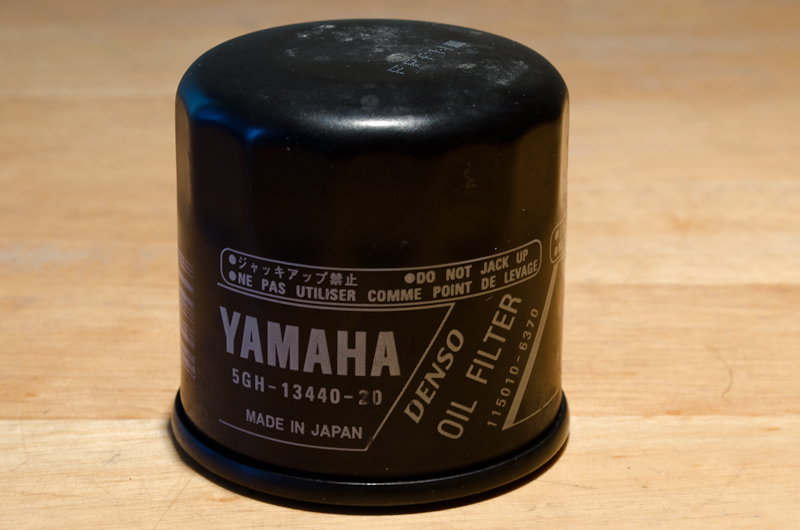 ●ジャッキアップ禁止 ●DO NOT JACK UP
●NE PAS UTILISER COMME POINT DE LEVAGE
YAMAHA
5GH-13440-20
MADE IN JAPAN
DENSO
OIL FILTER
115010-6370